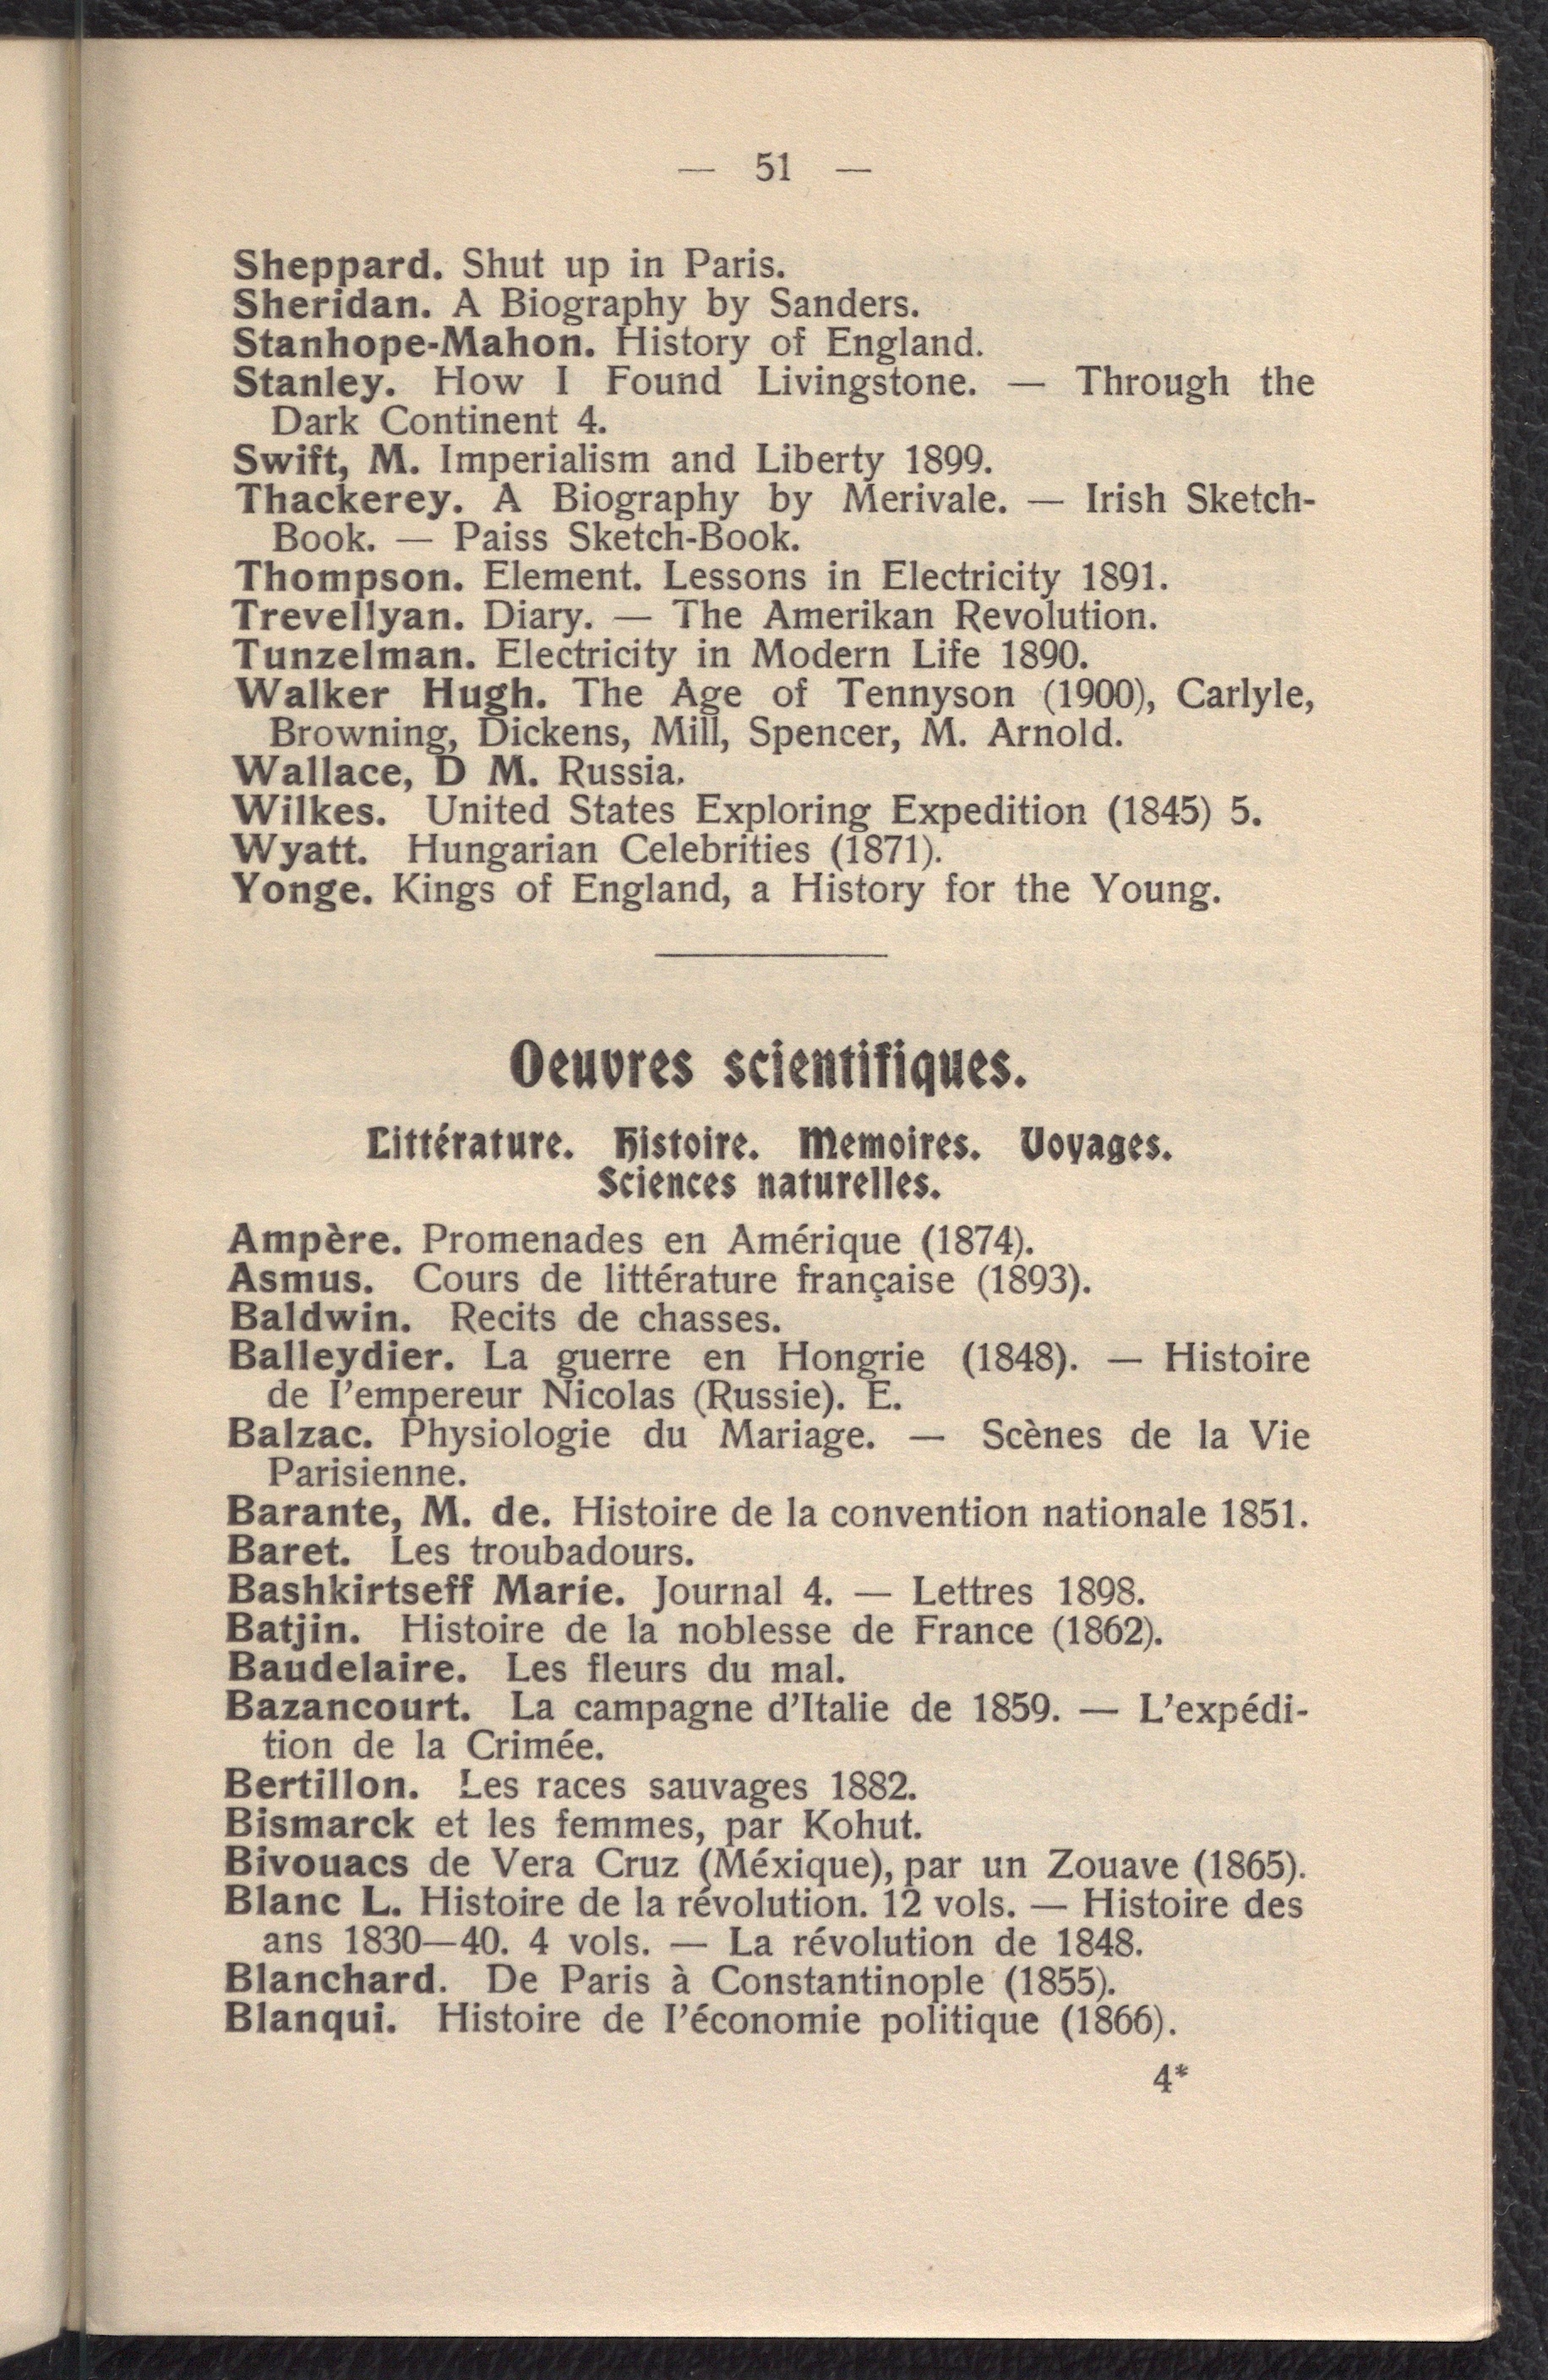 — 51 —
Sheppard. Shut up in Paris.
Sheridan. A Biography by Sanders.
Stanhope-Mahon. History of England.
Stanley. How I Found Livingstone. — Through the
Dark Continent 4.
Swift, M. Imperialism and Liberty 1899.
Thackerey. A Biography by Merivale. — Irish Sketch-
Book. — Paiss Sketch-Book.
Thompson. Element. Lessons in Electricity 1891.
Trevellyan. Diary. — The Amerikan Revolution.
Tunzelman. Electricity in Modern Life 1890.
Walker Hugh. The Age of Tennyson (1900), Carlyle,
Browning, Dickens, Mill, Spencer, M. Arnold.
Wallace, D M. Russia.
Wilkes. United States Exploring Expedition (1845) 5.
Wyatt. Hungarian Celebrities (1871).
Yonge. Kings of England, a History for the Young.
Oeuvres scientifiques.
Littérature. Histoire. Memoires. Voyages.
Sciences naturelles.
Ampère. Promenades en Amérique (1874).
Asmus. Cours de littérature française (1893).
Baldwin. Recits de chasses.
Balleydier. La guerre en Hongrie (1848). — Histoire
de I'empereur Nicolas (Russie). E.
Balzac. Physiologie du Mariage. — Scènes de la Vie
Parisienne.
Barante, M. de. Histoire de la convention nationale 1851.
Baret. Les troubadours.
Bashkirtseff Marie. Journal 4. — Lettres 1898.
Batjin. Histoire de la noblesse de France (1862).
Baudelaire. Les fleurs du mal.
Bazancourt. La campagne d'Italie de 1859. — L'expédi-
tion de la Crimée.
Bertillon. Les races sauvages 1882.
Bismarck et les femmes, par Kohut.
Bivouacs de Vera Cruz (Méxique), par un Zouave (1865).
Blanc L. Histoire de la révolution. 12 vols. — Histoire des
ans 1830—40. 4 vols. — La révolution de 1848.
Blanchard. De Paris à Constantinople (1855).
Blanqui. Histoire de I'économie politique (1866).
4*